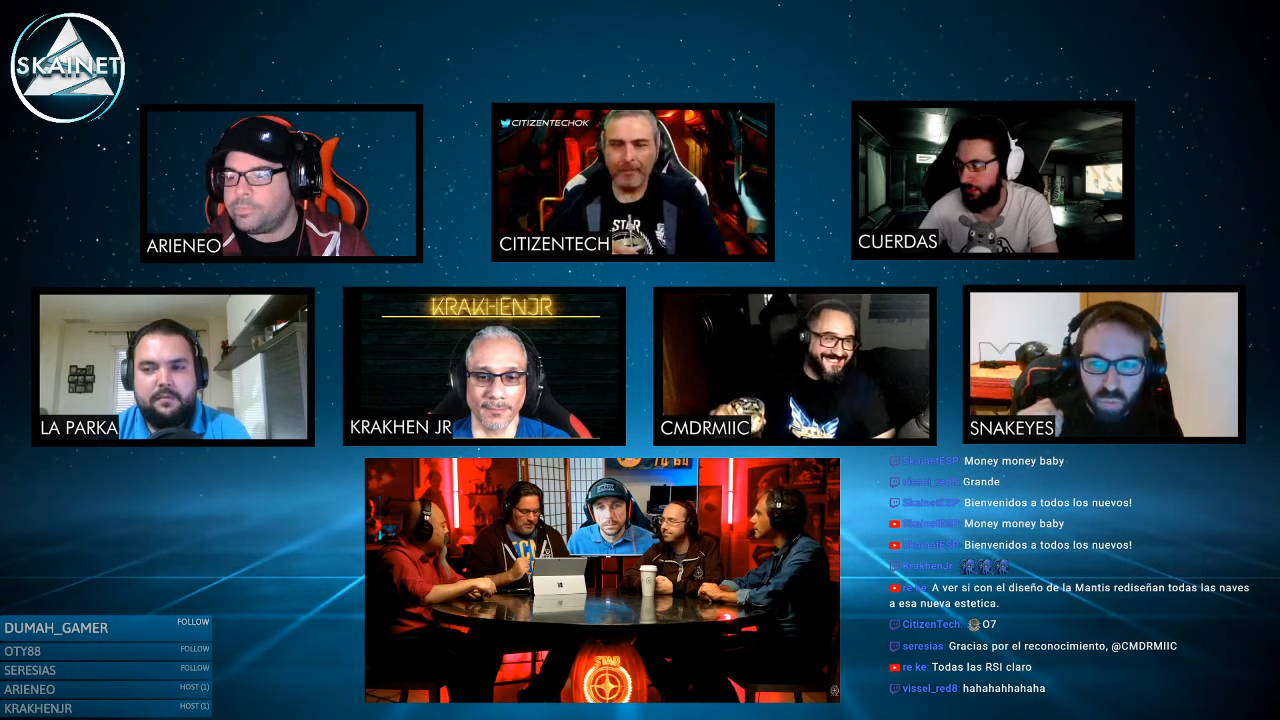 SKAINET
ARIENEO
CITIZENTECHOK
STAR
CITIZENTECH
CUERDAS
LA PARKA
KRAKHENJR
KRAKHEN JR
CMDRMIIC
SNAKEYES
STAR
SkainetESP: Money money baby
vissel_red8: Grande
SkainetESP: Bienvenidos a todos los nuevos!
SkainetESP: Money money baby
SkainetESP: Bienvenidos a todos los nuevos!
KrakhenJr:
re ke: A ver si con el diseño de la Mantis rediseñan todas las naves
a esa nueva estetica.
CitizenTech: O7
seresias: Gracias por el reconocimiento, @CMDRMIIC
re ke: Todas las RSI claro
vissel_red8: hahahahhahaha
DUMAH_GAMER FOLLOW
OTY88 FOLLOW
SERESIAS FOLLOW
ARIENEO HOST (1)
KRAKHENJR HOST (1)